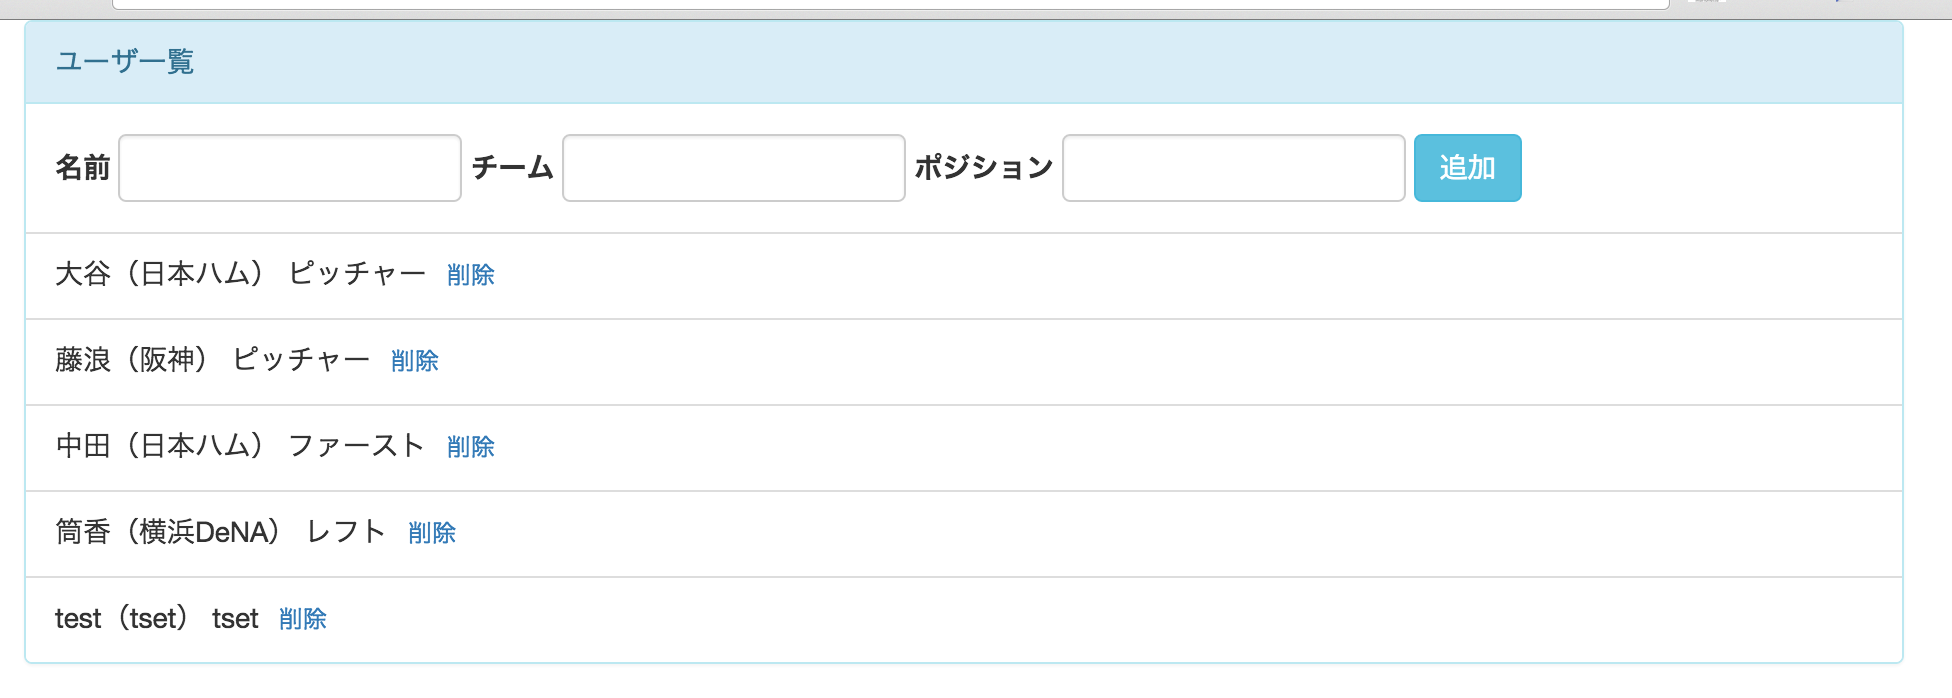 ユーザ一覧
名前 チーム ポジション 追加
大谷（日本ハム） ピッチャー 削除
藤浪（阪神） ピッチャー 削除
中田（日本ハム） ファースト 削除
筒香（横浜DeNA） レフト 削除
test（tset） tset 削除